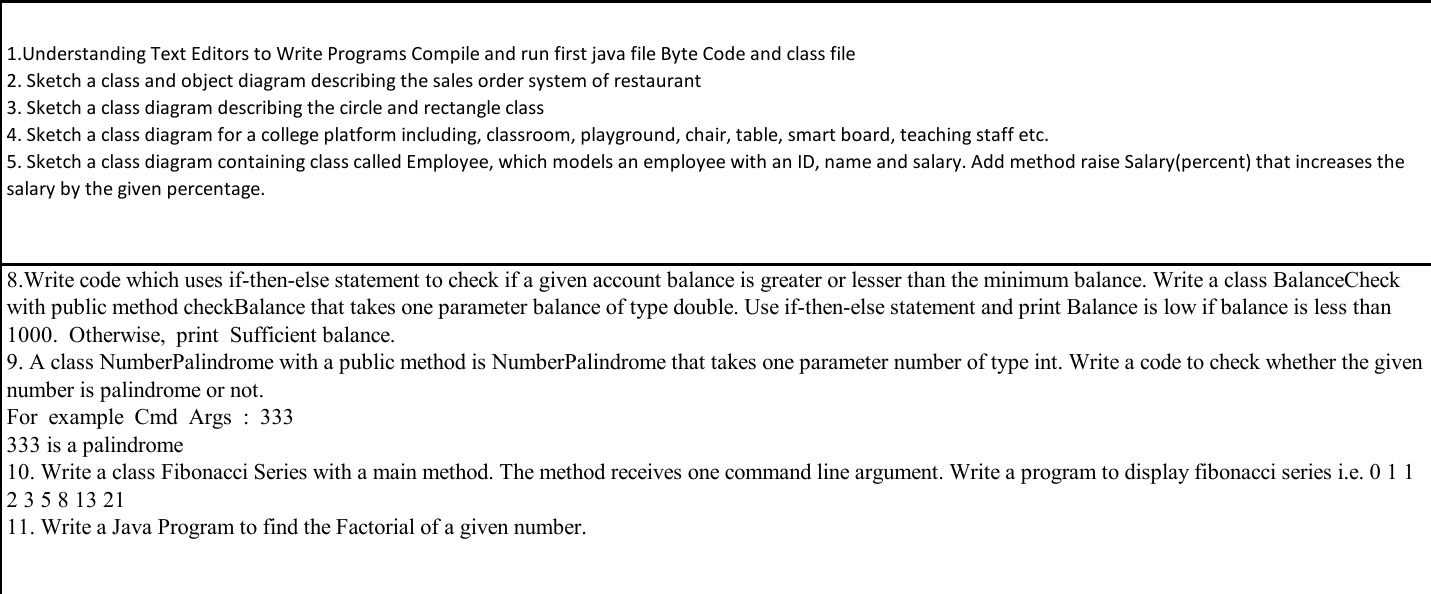 1.Understanding Text Editors to Write Programs Compile and run first java file Byte Code and class file
2. Sketch a class and object diagram describing the sales order system of restaurant
3. Sketch a class diagram describing the circle and rectangle class
4. Sketch a class diagram for a college platform including, classroom, playground, chair, table, smart board, teaching staff etc.
5. Sketch a class diagram containing class called Employee, which models an employee with an ID, name and salary. Add method raise Salary(percent) that increases the
salary by the given percentage.
8.Write code which uses if-then-else statement to check if a given account balance is greater or lesser than the minimum balance. Write a class BalanceCheck
with public method checkBalance that takes one parameter balance of type double. Use if-then-else statement and print Balance is low if balance is less than
1000. Otherwise, print Sufficient balance.
9. A class NumberPalindrome with a public method is NumberPalindrome that takes one parameter number of type int. Write a code to check whether the given
number is palindrome or not.
For example Cmd Args : 333
333 is a palindrome
10. Write a class Fibonacci Series with a main method. The method receives one command line argument. Write a program to display fibonacci series i.e. 0 1 1
2 3 5 8 13 21
11. Write a Java Program to find the Factorial of a given number.